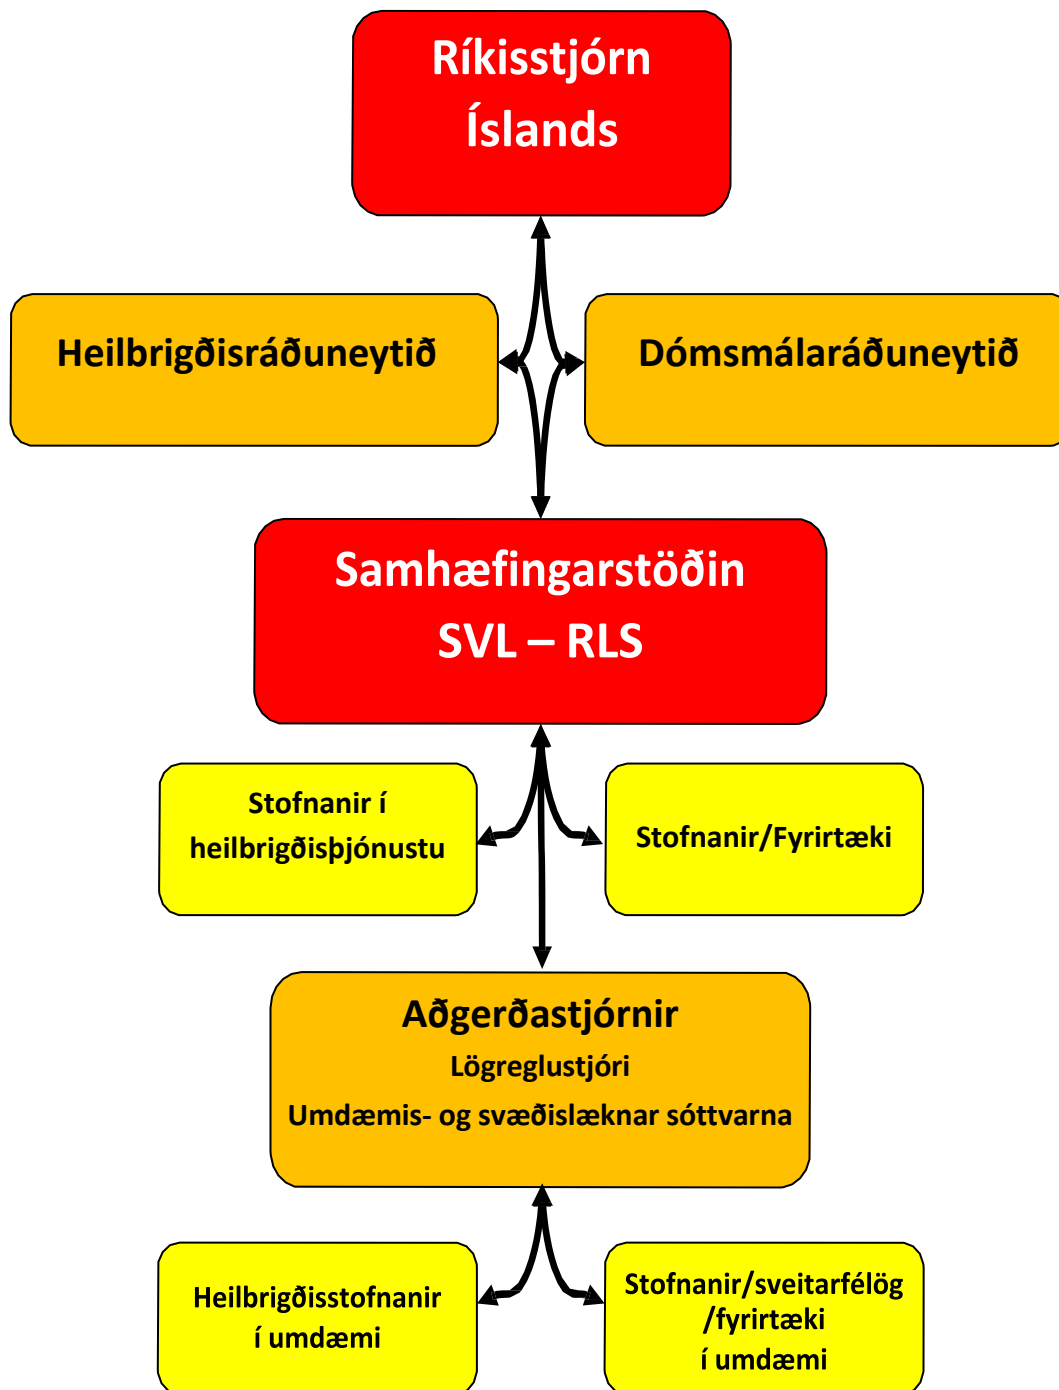 Ríkisstjórn
Íslands
Heilbrigðisráðuneytið
Dómsmálaráðuneytið
Samhæfingarstöðin
SVL – RLS
Stofnanir í
heilbrigðisþjónustu
Stofnanir/Fyrirtæki
Aðgerðastjórnir
Lögreglustjóri
Umdæmis- og svæðislæknar sóttvarna
Heilbrigðisstofnanir
í umdæmi
Stofnanir/sveitarfélög
/fyrirtæki
í umdæmi